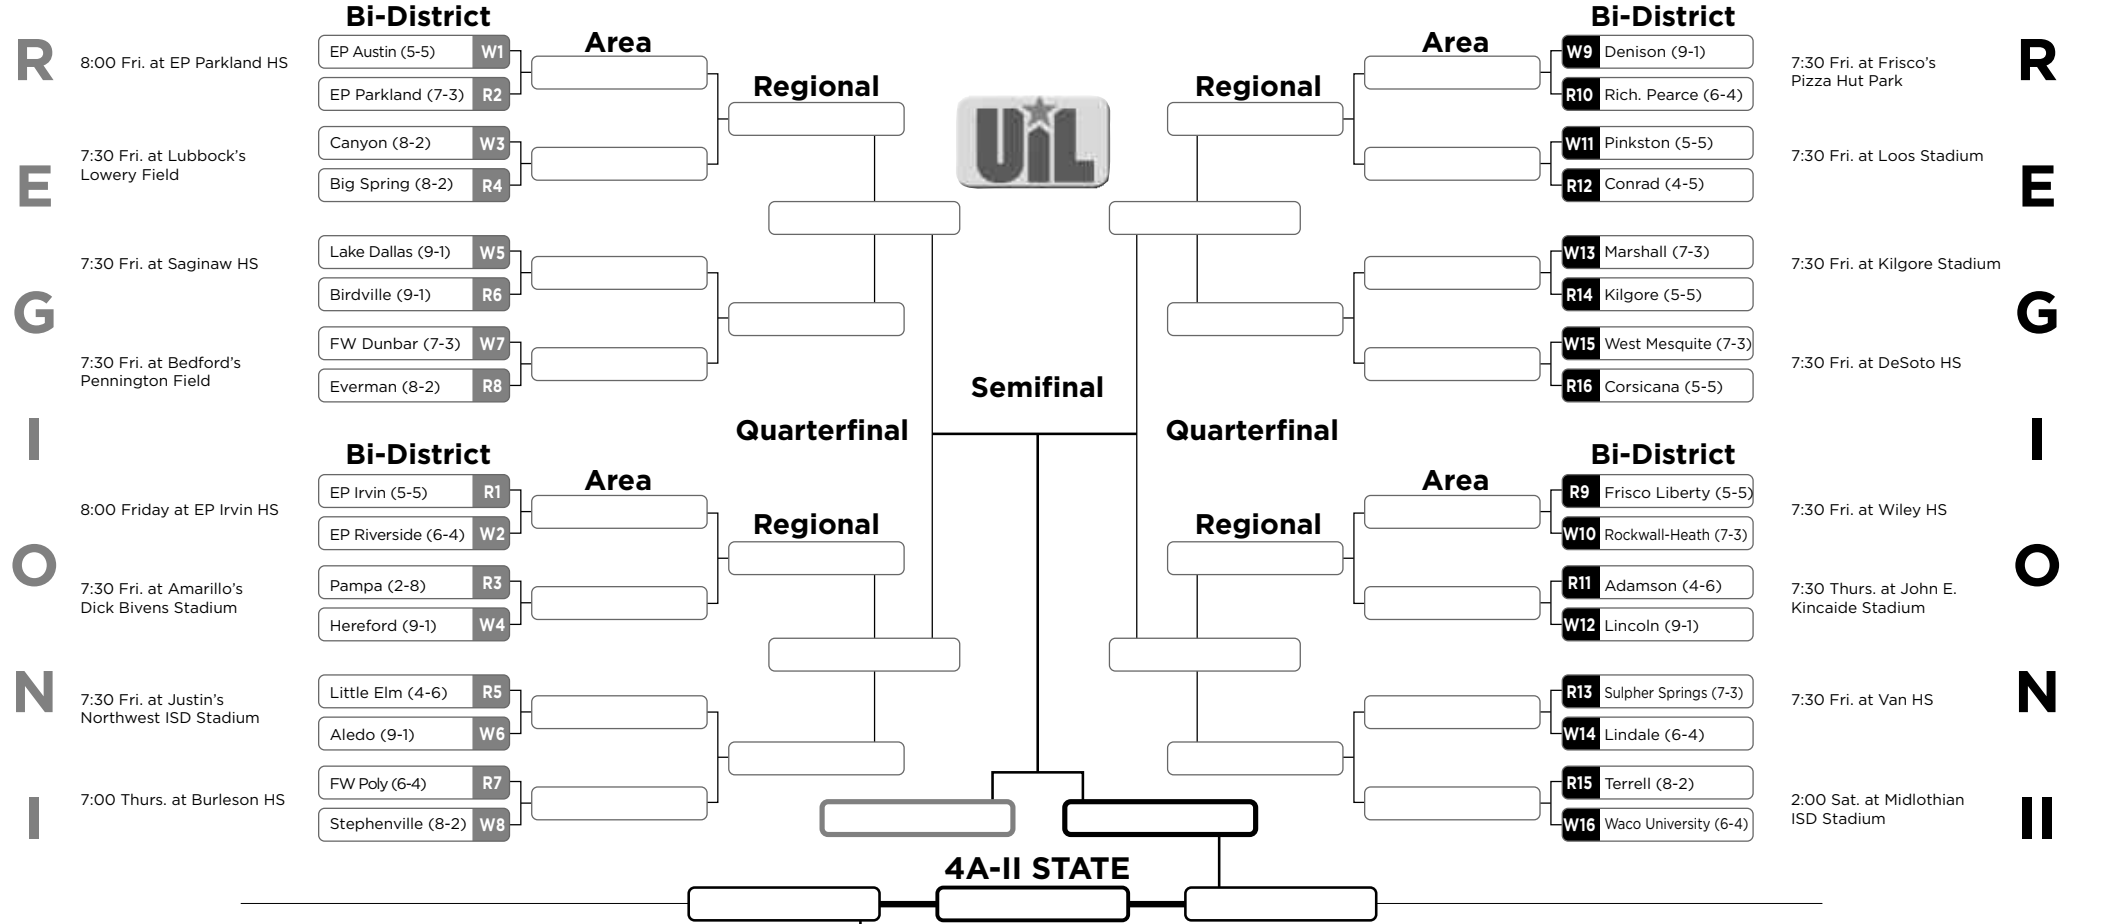 REGION I
Bi-District
Area
Regional
8:00 Fri. at EP Parkland HS
EP Austin (5-5) W1
EP Parkland (7-3) R2
7:30 Fri. at Lubbock's
Lowery Field
Canyon (8-2) W3
Big Spring (8-2) R4
7:30 Fri. at Saginaw HS
Lake Dallas (9-1) W5
Birdville (9-1) R6
7:30 Fri. at Bedford's
Pennington Field
FW Dunbar (7-3) W7
Everman (8-2) R8
Quarterfinal
Bi-District
Area
Regional
8:00 Friday at EP Irvin HS
EP Irvin (5-5) R1
EP Riverside (6-4) W2
7:30 Fri. at Amarillo's
Dick Bivens Stadium
Pampa (2-8) R3
Hereford (9-1) W4
7:30 Fri. at Justin's
Northwest ISD Stadium
Little Elm (4-6) R5
Aledo (9-1) W6
7:00 Thurs. at Burleson HS
FW Poly (6-4) R7
Stephenville (8-2) W8
UIL
Semifinal
4A-II STATE
Regional
Area
Bi-District
W9 Denison (9-1)
R10 Rich. Pearce (6-4)
7:30 Fri. at Frisco's
Pizza Hut Park
W11 Pinkston (5-5)
R12 Conrad (4-5)
7:30 Fri. at Loos Stadium
W13 Marshall (7-3)
R14 Kilgore (5-5)
7:30 Fri. at Kilgore Stadium
W15 West Mesquite (7-3)
R16 Corsicana (5-5)
7:30 Fri. at DeSoto HS
Quarterfinal
Regional
Area
Bi-District
R9 Frisco Liberty (5-5)
W10 Rockwall-Heath (7-3)
7:30 Fri. at Wiley HS
R11 Adamson (4-6)
W12 Lincoln (9-1)
7:30 Thurs. at John E.
Kincaide Stadium
R13 Sulpher Springs (7-3)
W14 Lindale (6-4)
7:30 Fri. at Van HS
R15 Terrell (8-2)
W16 Waco University (6-4)
2:00 Sat. at Midlothian
ISD Stadium
REGION II